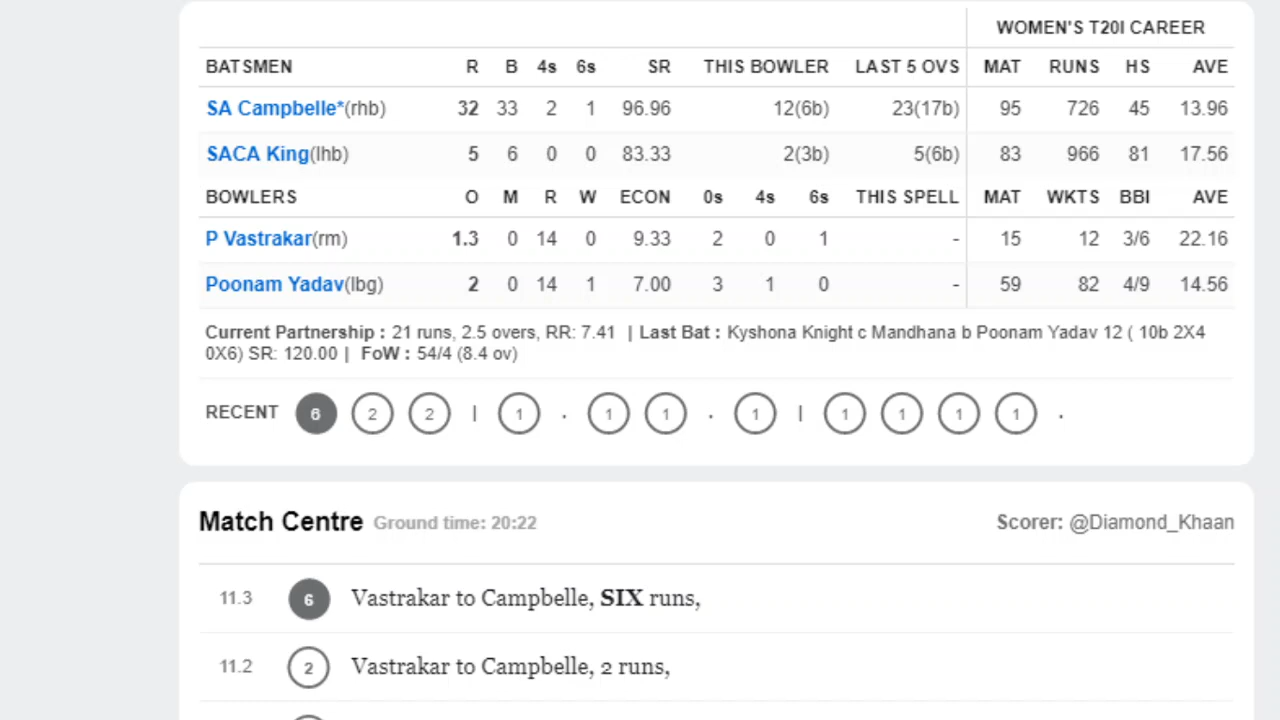 WOMEN'S T20I CAREER
BATSMEN R B 4s 6s SR THIS BOWLER LAST 5 OVS MAT RUNS HS AVE
SA Campbelle*(rhb) 32 33 2 1 96.96 12(6b) 23(17b) 95 726 45 13.96
SACA King(lhb) 5 6 0 0 83.33 2(3b) 5(6b) 83 966 81 17.56
BOWLERS O M R W ECON 0s 4s 6s THIS SPELL MAT WKTS BBI AVE
P Vastrakar(rm) 1.3 0 14 0 9.33 2 0 1 - 15 12 3/6 22.16
Poonam Yadav(lbg) 2 0 14 1 7.00 3 1 0 - 59 82 4/9 14.56
Current Partnership : 21 runs, 2.5 overs, RR: 7.41 | Last Bat : Kyshona Knight c Mandhana b Poonam Yadav 12 ( 10b 2X4
0X6) SR: 120.00 | FoW : 54/4 (8.4 ov)
RECENT 6 2 2 | 1 . 1 1 . 1 | 1 1 1 1 .
Match Centre Ground time: 20:22 Scorer: @Diamond_Khaan
11.3 6 Vastrakar to Campbelle, SIX runs,
11.2 2 Vastrakar to Campbelle, 2 runs,